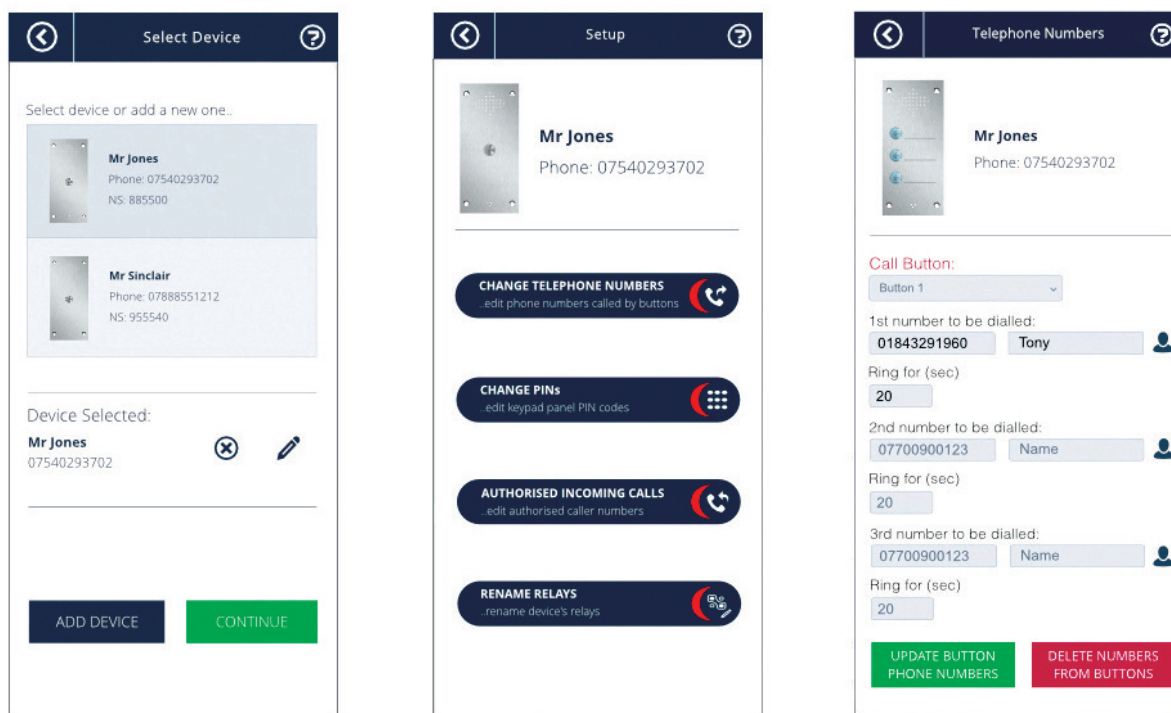 Select Device
?
Select device or add a new one..
Mr Jones
Phone: 07540293702
NS: 885500
Mr Sinclair
Phone: 07888551212
NS: 955540
Device Selected:
Mr Jones
07540293702
ADD DEVICE
CONTINUE
Setup
?
Mr Jones
Phone: 07540293702
CHANGE TELEPHONE NUMBERS
..edit phone numbers called by buttons
CHANGE PINs
..edit keypad panel PIN codes
AUTHORISED INCOMING CALLS
..edit authorised caller numbers
RENAME RELAYS
..rename device's relays
Telephone Numbers
?
Mr Jones
Phone: 07540293702
Call Button:
Button 1
1st number to be dialled:
01843291960 Tony
Ring for (sec)
20
2nd number to be dialled:
07700900123 Name
Ring for (sec)
20
3rd number to be dialled:
07700900123 Name
Ring for (sec)
20
UPDATE BUTTON
PHONE NUMBERS
DELETE NUMBERS
FROM BUTTONS